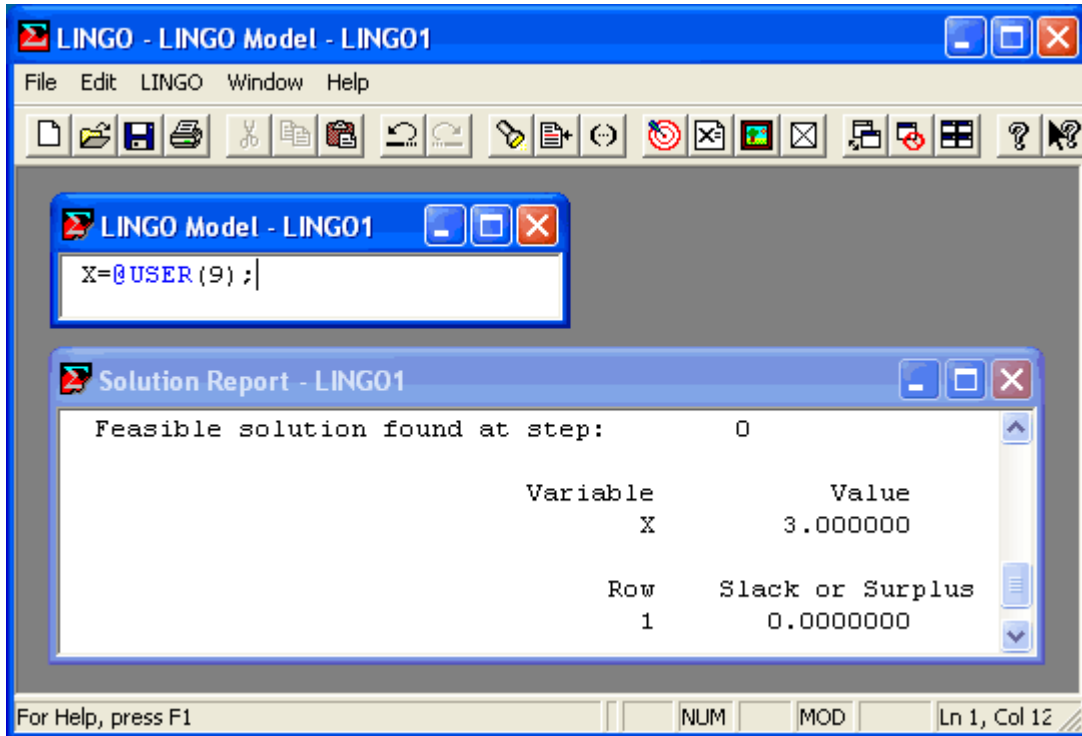 LINGO - LINGO Model - LINGO1
File Edit LINGO Window Help
LINGO Model - LINGO1
X=@USER(9);
Solution Report - LINGO1
Feasible solution found at step: 0
Variable Value
X 3.000000
Row Slack or Surplus
1 0.0000000
For Help, press F1 NUM MOD Ln 1, Col 12